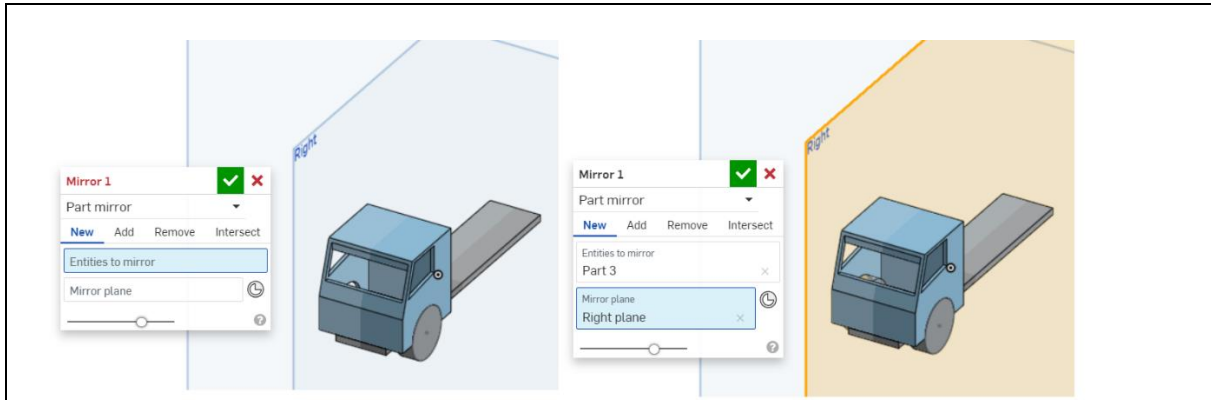 Right
Mirror 1
Part mirror
New Add Remove Intersect
Entities to mirror
Mirror plane
Right
Mirror 1
Part mirror
New Add Remove Intersect
Entities to mirror
Part 3
Mirror plane
Right plane